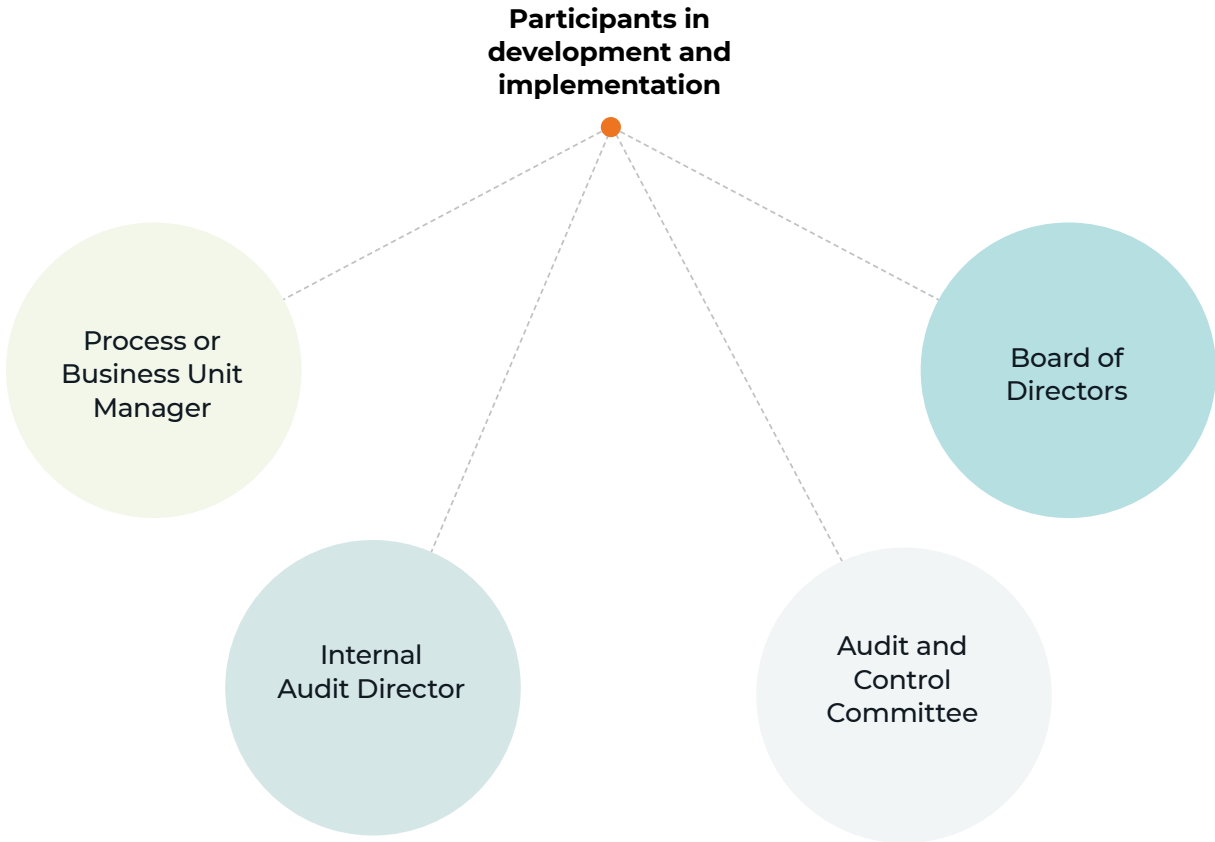 Participants in
development and
implementation
Process or
Business Unit
Manager
Board of
Directors
Internal
Audit Director
Audit and
Control
Committee